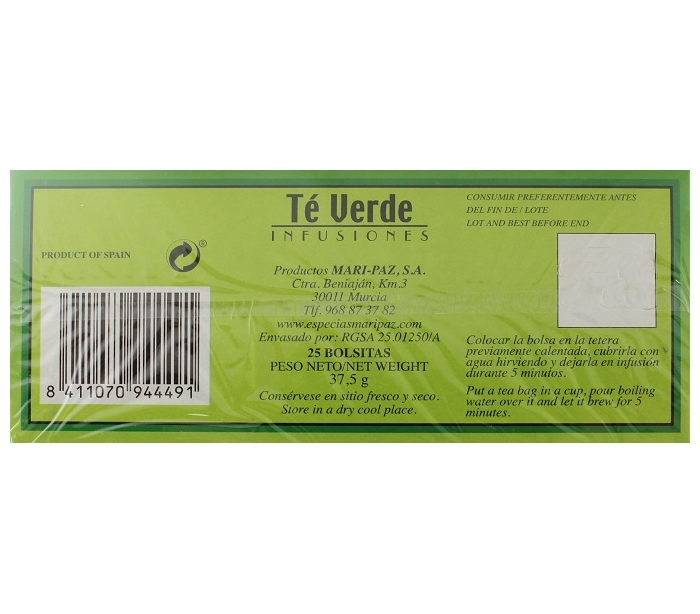 Té Verde
INFUSIONES
CONSUMIR PREFERENTEMENTE ANTES
DEL FIN DE / LOTE
LOT AND BEST BEFORE END
PRODUCT OF SPAIN
®
Productos MARI-PAZ, S.A.
Ctra. Beniaján, Km.3
30011 Murcia
Tlf. 968 87 37 82
www.especiasmaripaz.com
Envasado por: RGSA 25.01250/A
25 BOLSITAS
PESO NETO/NET WEIGHT
37,5 g
Consérvese en sitio fresco y seco.
Store in a dry cool place.
8 411070 944491
Colocar la bolsa en la tetera
previamente calentada, cubrirla con
agua hirviendo y dejarla en infusión
durante 5 minutos.
Put a tea bag in a cup, pour boiling
water over it and let it brew for 5
minutes.